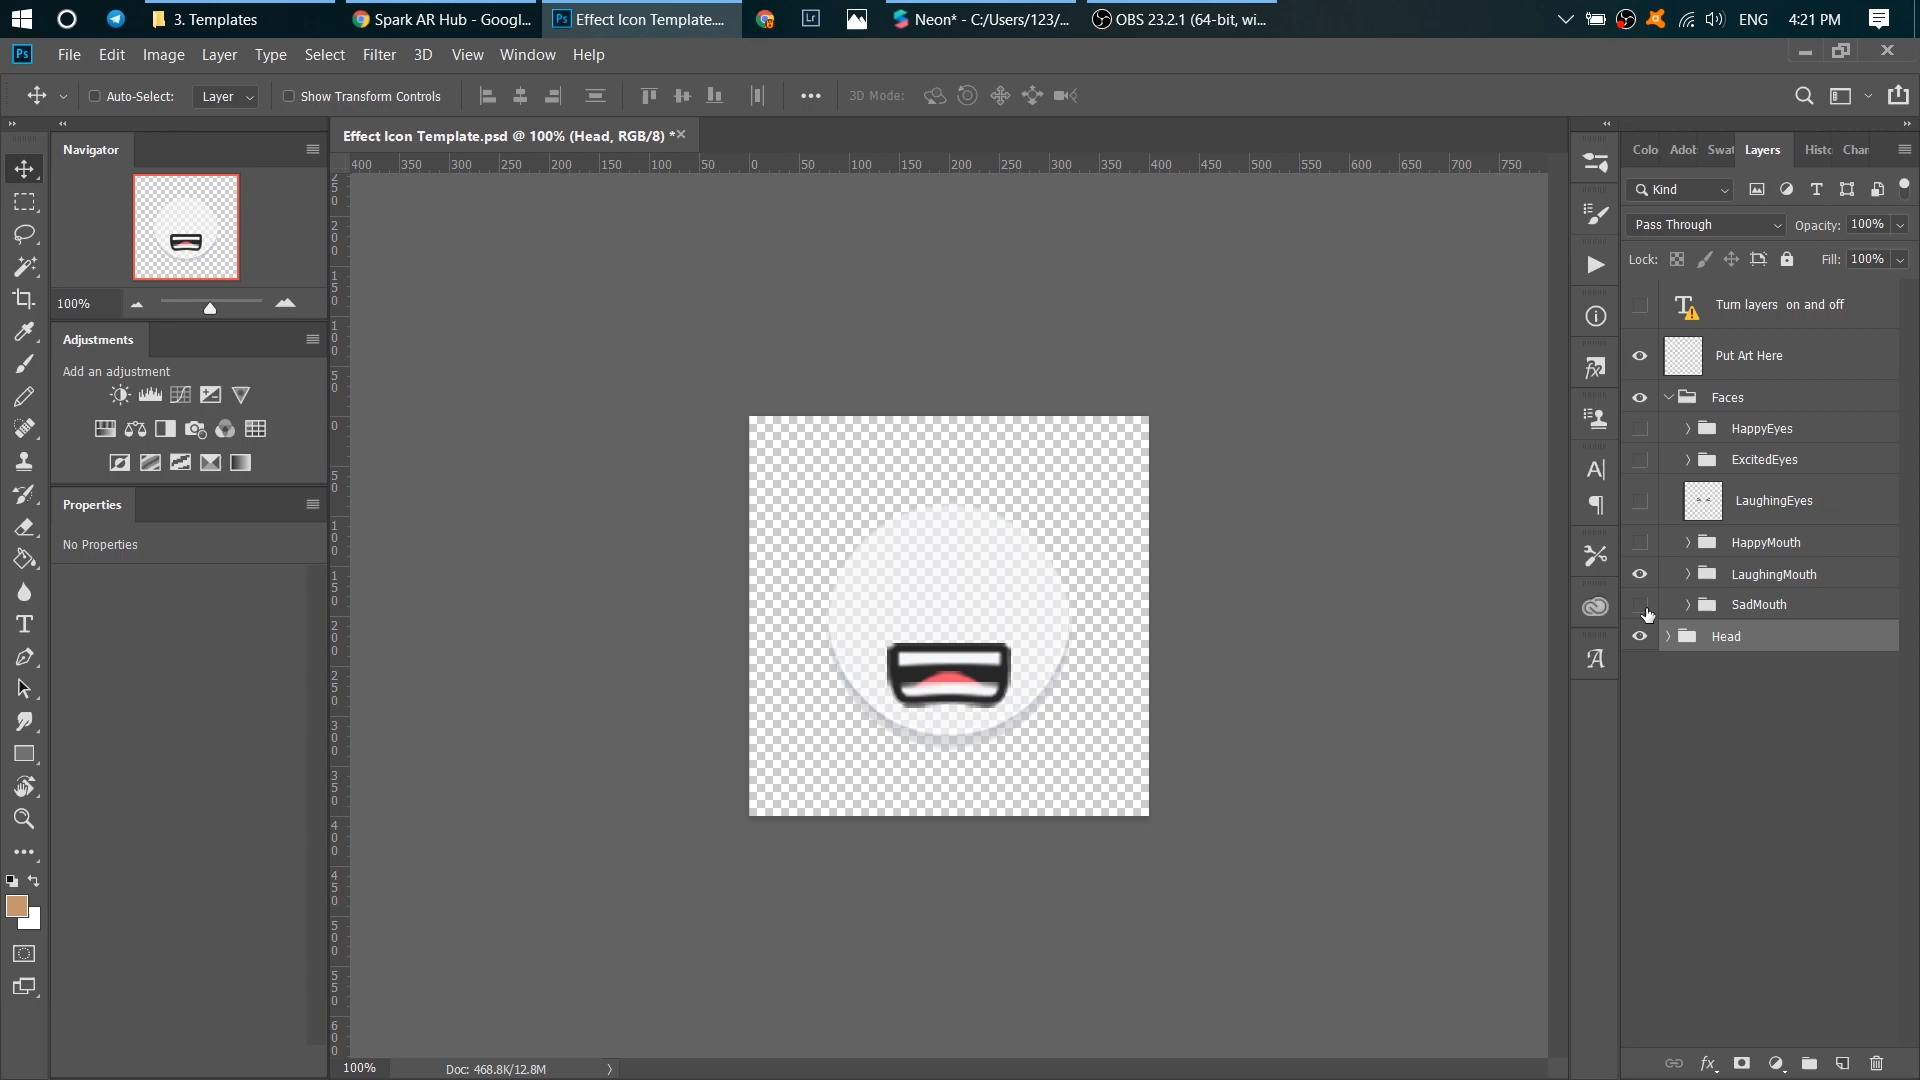 3. Templates
Spark AR Hub - Googl...
Ps Effect Icon Template....
Lr
Neon* - C:/Users/123/...
OBS 23.2.1 (64-bit, wi...
ENG
4:21 PM
Ps File Edit Image Layer Type Select Filter 3D View Window Help
Auto-Select: Layer Show Transform Controls 3D Mode:
Effect Icon Template.psd @ 100% (Head, RGB/8) *
Navigator
100%
Adjustments
Add an adjustment
Properties
No Properties
400 350 300 250 200 150 100 50 0 50 100 150 200 250 300 350 400 450 500 550 600 650 700 750
Colo Adob Swat Layers Histo Char
Kind
Pass Through Opacity: 100%
Lock: Fill: 100%
Turn layers on and off
Put Art Here
Faces
HappyEyes
ExcitedEyes
LaughingEyes
HappyMouth
LaughingMouth
SadMouth
Head
100% Doc: 468.8K/12.8M